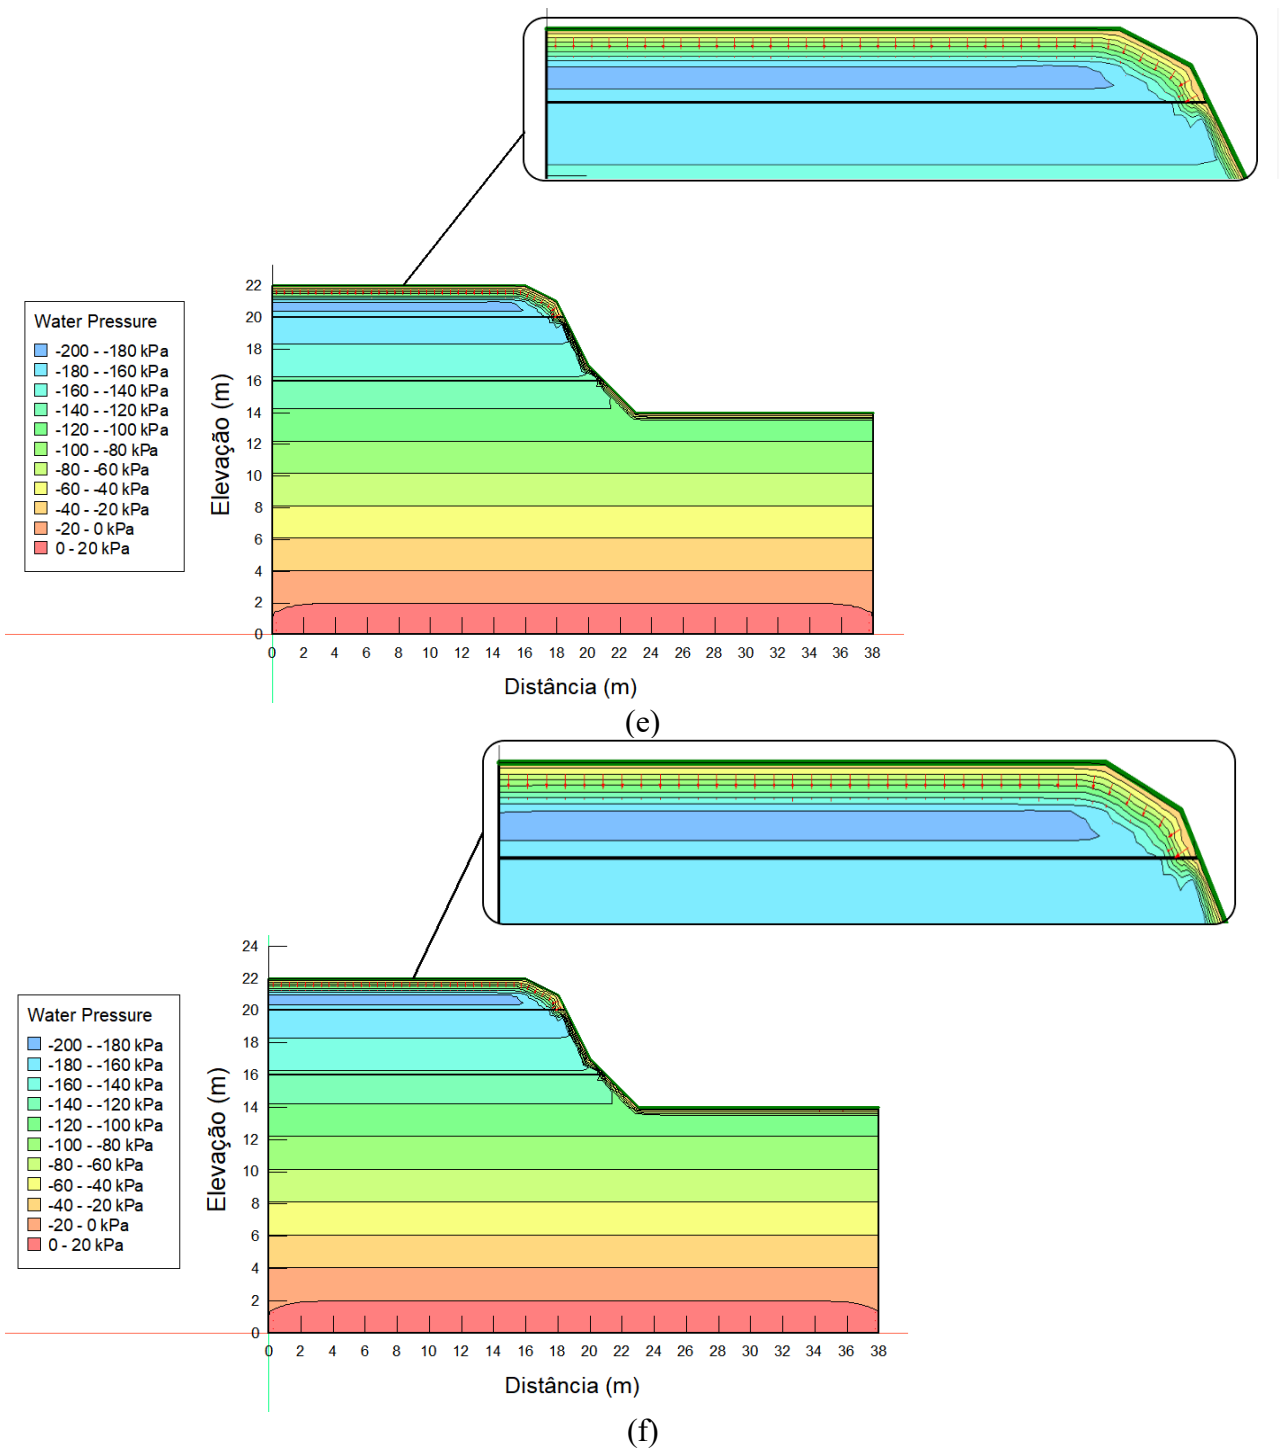 22
20
18
16
14
12
10
8
6
4
2
0
Elevação (m)
Water Pressure
-200 - -180 kPa
-180 - -160 kPa
-160 - -140 kPa
-140 - -120 kPa
-120 - -100 kPa
-100 - -80 kPa
-80 - -60 kPa
-60 - -40 kPa
-40 - -20 kPa
-20 - 0 kPa
0 - 20 kPa
0 2 4 6 8 10 12 14 16 18 20 22 24 26 28 30 32 34 36 38
Distância (m)
(e)
24
22
20
18
16
14
12
10
8
6
4
2
0
Elevação (m)
Water Pressure
-200 - -180 kPa
-180 - -160 kPa
-160 - -140 kPa
-140 - -120 kPa
-120 - -100 kPa
-100 - -80 kPa
-80 - -60 kPa
-60 - -40 kPa
-40 - -20 kPa
-20 - 0 kPa
0 - 20 kPa
0 2 4 6 8 10 12 14 16 18 20 22 24 26 28 30 32 34 36 38
Distância (m)
(f)